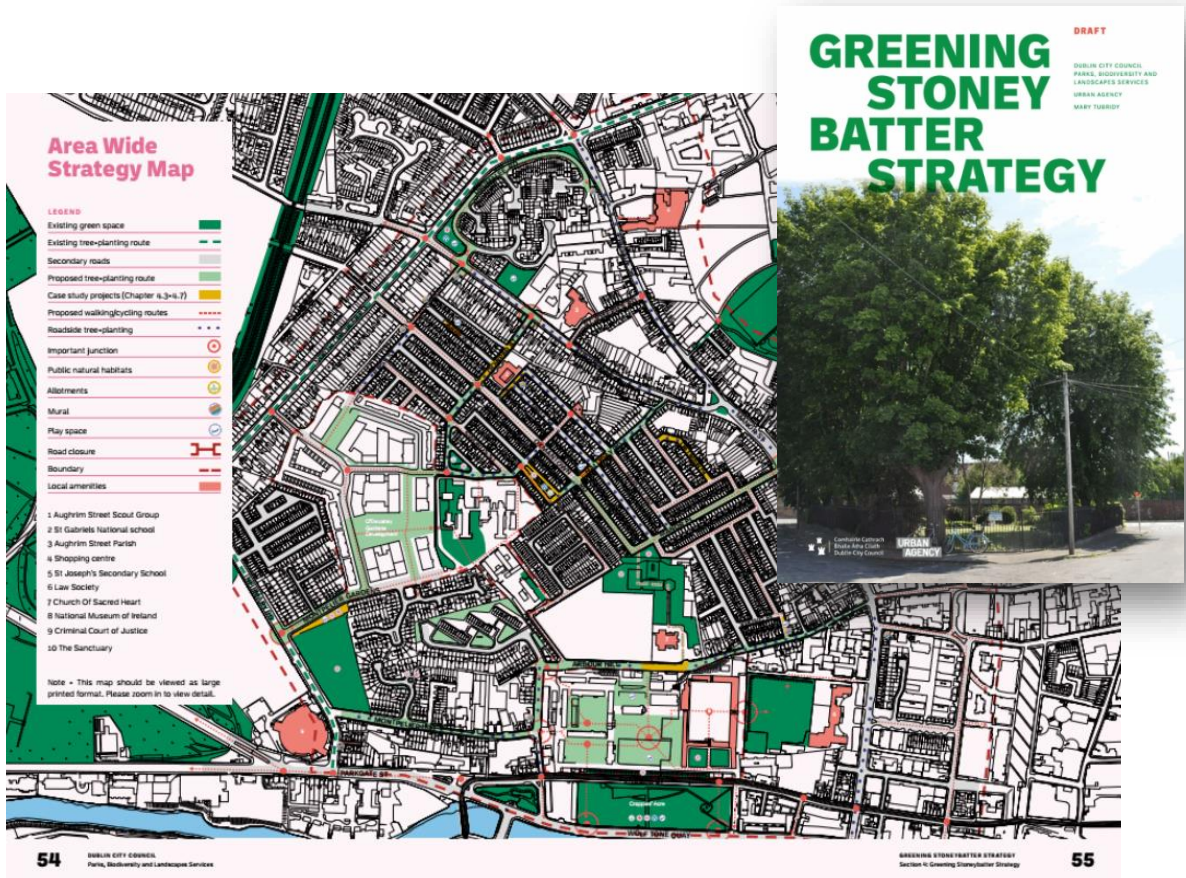 Area Wide
Strategy Map
LEGEND
Existing green space
Existing tree-planting route
Secondary roads
Proposed tree-planting route
Case study projects (Chapter 4.3-4.7)
Proposed walking/cycling routes
Roadside tree-planting
Important junction
Public natural habitats
Allotments
Mural
Play space
Road closure
Boundary
Local amenities
1 Aughrim Street Scout Group
2 St Gabriels National school
3 Aughrim Street Parish
4 Shopping centre
5 St Joseph's Secondary School
6 Law Society
7 Church Of Sacred Heart
8 National Museum of Ireland
9 Criminal Court of Justice
10 The Sanctuary
Note - This map should be viewed as large
printed format. Please zoom in to view detail.
PARKGATE ST
WOLF TONE QUAY
54
DUBLIN CITY COUNCIL
Parks, Biodiversity and Landscapes Services
GREENING STONEYBATTER STRATEGY
Section 4: Greening Stoneybatter Strategy
55
GREENING
STONEY
BATTER
STRATEGY
DRAFT
DUBLIN CITY COUNCIL
PARKS, BIODIVERSITY AND
LANDSCAPES SERVICES
URBAN AGENCY
MARY TUBRIDY
Comhairle Cathrach
Bhaile Átha Cliath
Dublin City Council
URBAN
AGENCY